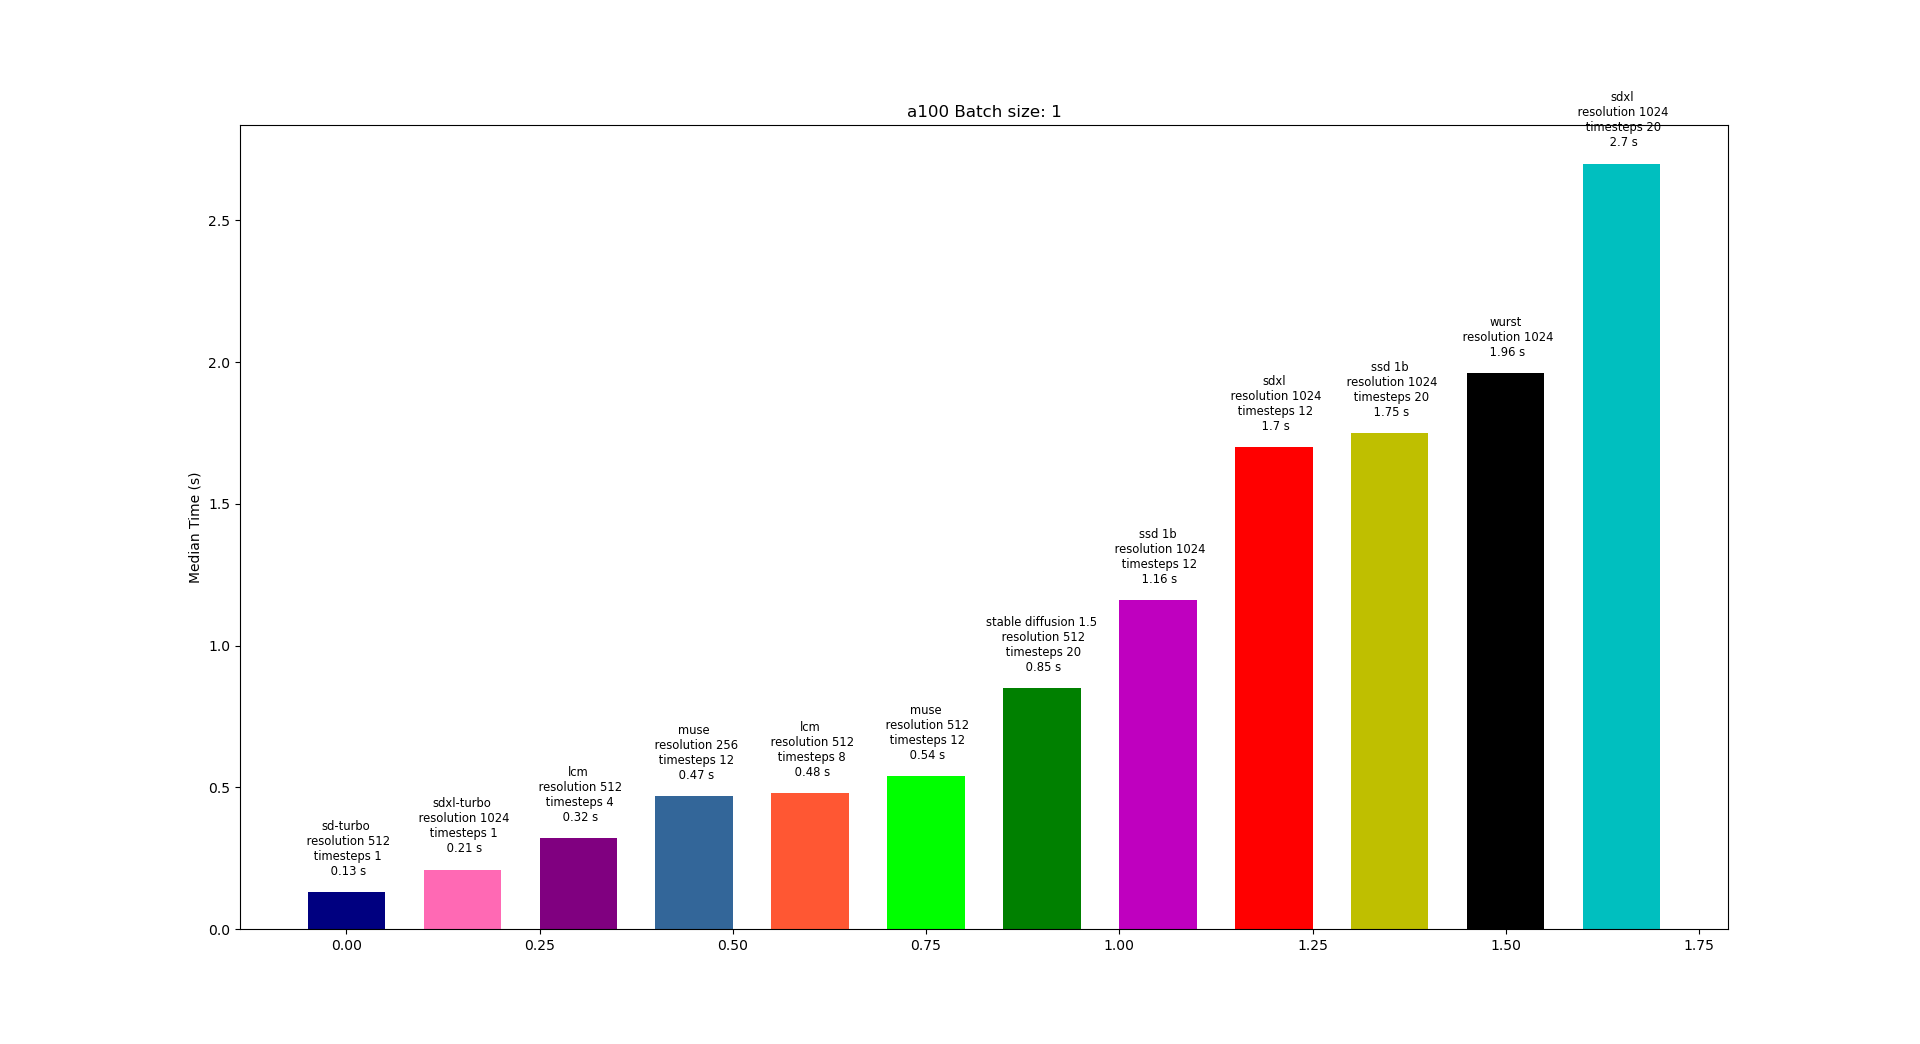 a100 Batch size: 1
Median Time (s)
2.5
2.0
1.5
1.0
0.5
0.0
sd-turbo
resolution 512
timesteps 1
0.13 s
sdxl-turbo
resolution 1024
timesteps 1
0.21 s
lcm
resolution 512
timesteps 4
0.32 s
muse
resolution 256
timesteps 12
0.47 s
lcm
resolution 512
timesteps 8
0.48 s
muse
resolution 512
timesteps 12
0.54 s
stable diffusion 1.5
resolution 512
timesteps 20
0.85 s
ssd 1b
resolution 1024
timesteps 12
1.16 s
sdxl
resolution 1024
timesteps 12
1.7 s
ssd 1b
resolution 1024
timesteps 20
1.75 s
wurst
resolution 1024
1.96 s
sdxl
resolution 1024
timesteps 20
2.7 s
0.00
0.25
0.50
0.75
1.00
1.25
1.50
1.75